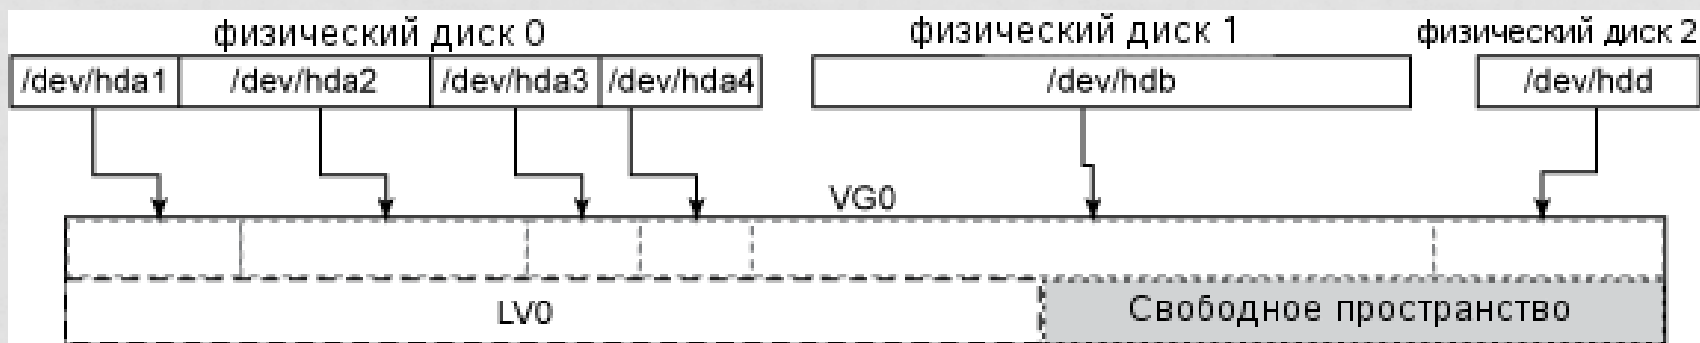 физический диск 0 физический диск 1 физический диск 2
/dev/hda1 /dev/hda2 /dev/hda3 /dev/hda4 /dev/hdb /dev/hdd
VG0
LV0 Свободное пространство